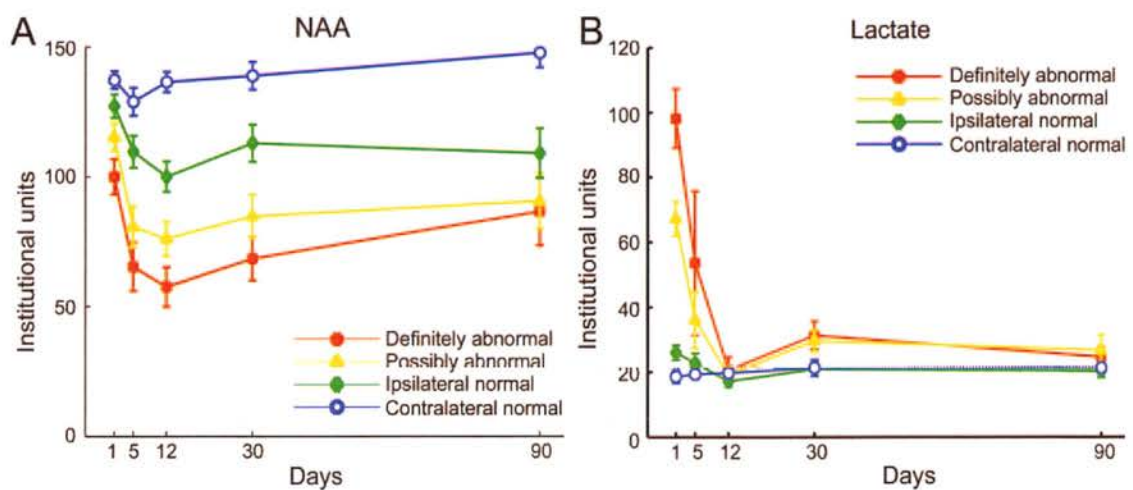 A
NAA
Institutional units
150
100
50
0
1
5
12
30
90
Days
Definitely abnormal
Possibly abnormal
Ipsilateral normal
Contralateral normal
B
Lactate
Institutional units
120
100
80
60
40
20
0
1
5
12
30
90
Days
Definitely abnormal
Possibly abnormal
Ipsilateral normal
Contralateral normal